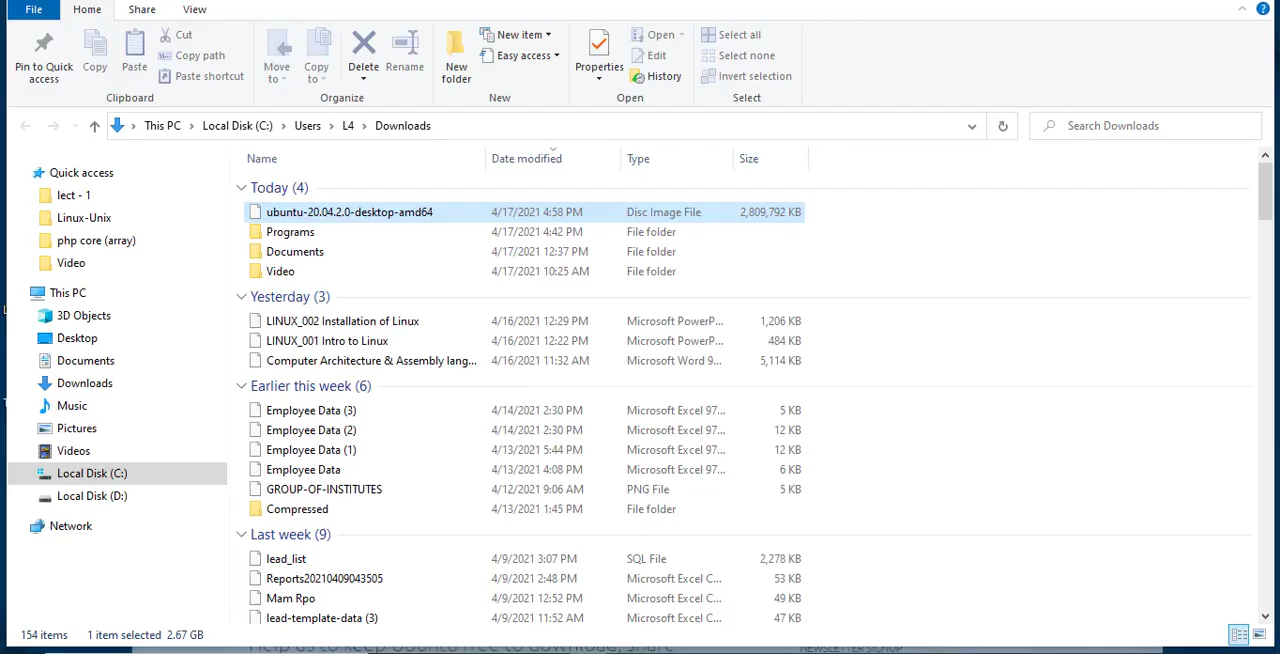 File Home Share View
Pin to Quick access
Copy
Paste
Cut
Copy path
Paste shortcut
Clipboard
Move to
Copy to
Delete
Rename
Organize
New folder
New item
Easy access
New
Properties
Open
Edit
History
Open
Select all
Select none
Invert selection
Select
This PC > Local Disk (C:) > Users > L4 > Downloads
Search Downloads
Quick access
lect - 1
Linux-Unix
php core (array)
Video
This PC
3D Objects
Desktop
Documents
Downloads
Music
Pictures
Videos
Local Disk (C:)
Local Disk (D:)
Network
Name Date modified Type Size
Today (4)
ubuntu-20.04.2.0-desktop-amd64 4/17/2021 4:58 PM Disc Image File 2,809,792 KB
Programs 4/17/2021 4:42 PM File folder
Documents 4/17/2021 12:37 PM File folder
Video 4/17/2021 10:25 AM File folder
Yesterday (3)
LINUX_002 Installation of Linux 4/16/2021 12:29 PM Microsoft PowerP... 1,206 KB
LINUX_001 Intro to Linux 4/16/2021 12:22 PM Microsoft PowerP... 484 KB
Computer Architecture & Assembly lang... 4/16/2021 11:32 AM Microsoft Word 9... 5,114 KB
Earlier this week (6)
Employee Data (3) 4/14/2021 2:30 PM Microsoft Excel 97... 5 KB
Employee Data (2) 4/14/2021 2:30 PM Microsoft Excel 97... 12 KB
Employee Data (1) 4/13/2021 5:44 PM Microsoft Excel 97... 12 KB
Employee Data 4/13/2021 4:08 PM Microsoft Excel 97... 6 KB
GROUP-OF-INSTITUTES 4/12/2021 9:06 AM PNG File 5 KB
Compressed 4/13/2021 1:45 PM File folder
Last week (9)
lead_list 4/9/2021 3:07 PM SQL File 2,278 KB
Reports20210409043505 4/9/2021 2:48 PM Microsoft Excel C... 53 KB
Mam Rpo 4/9/2021 12:52 PM Microsoft Excel C... 49 KB
lead-template-data (3) 4/9/2021 11:52 AM Microsoft Excel C... 47 KB
154 items 1 item selected 2.67 GB
Help us to keep Ubuntu free to download, share
NEWSLETTER SIGNUP